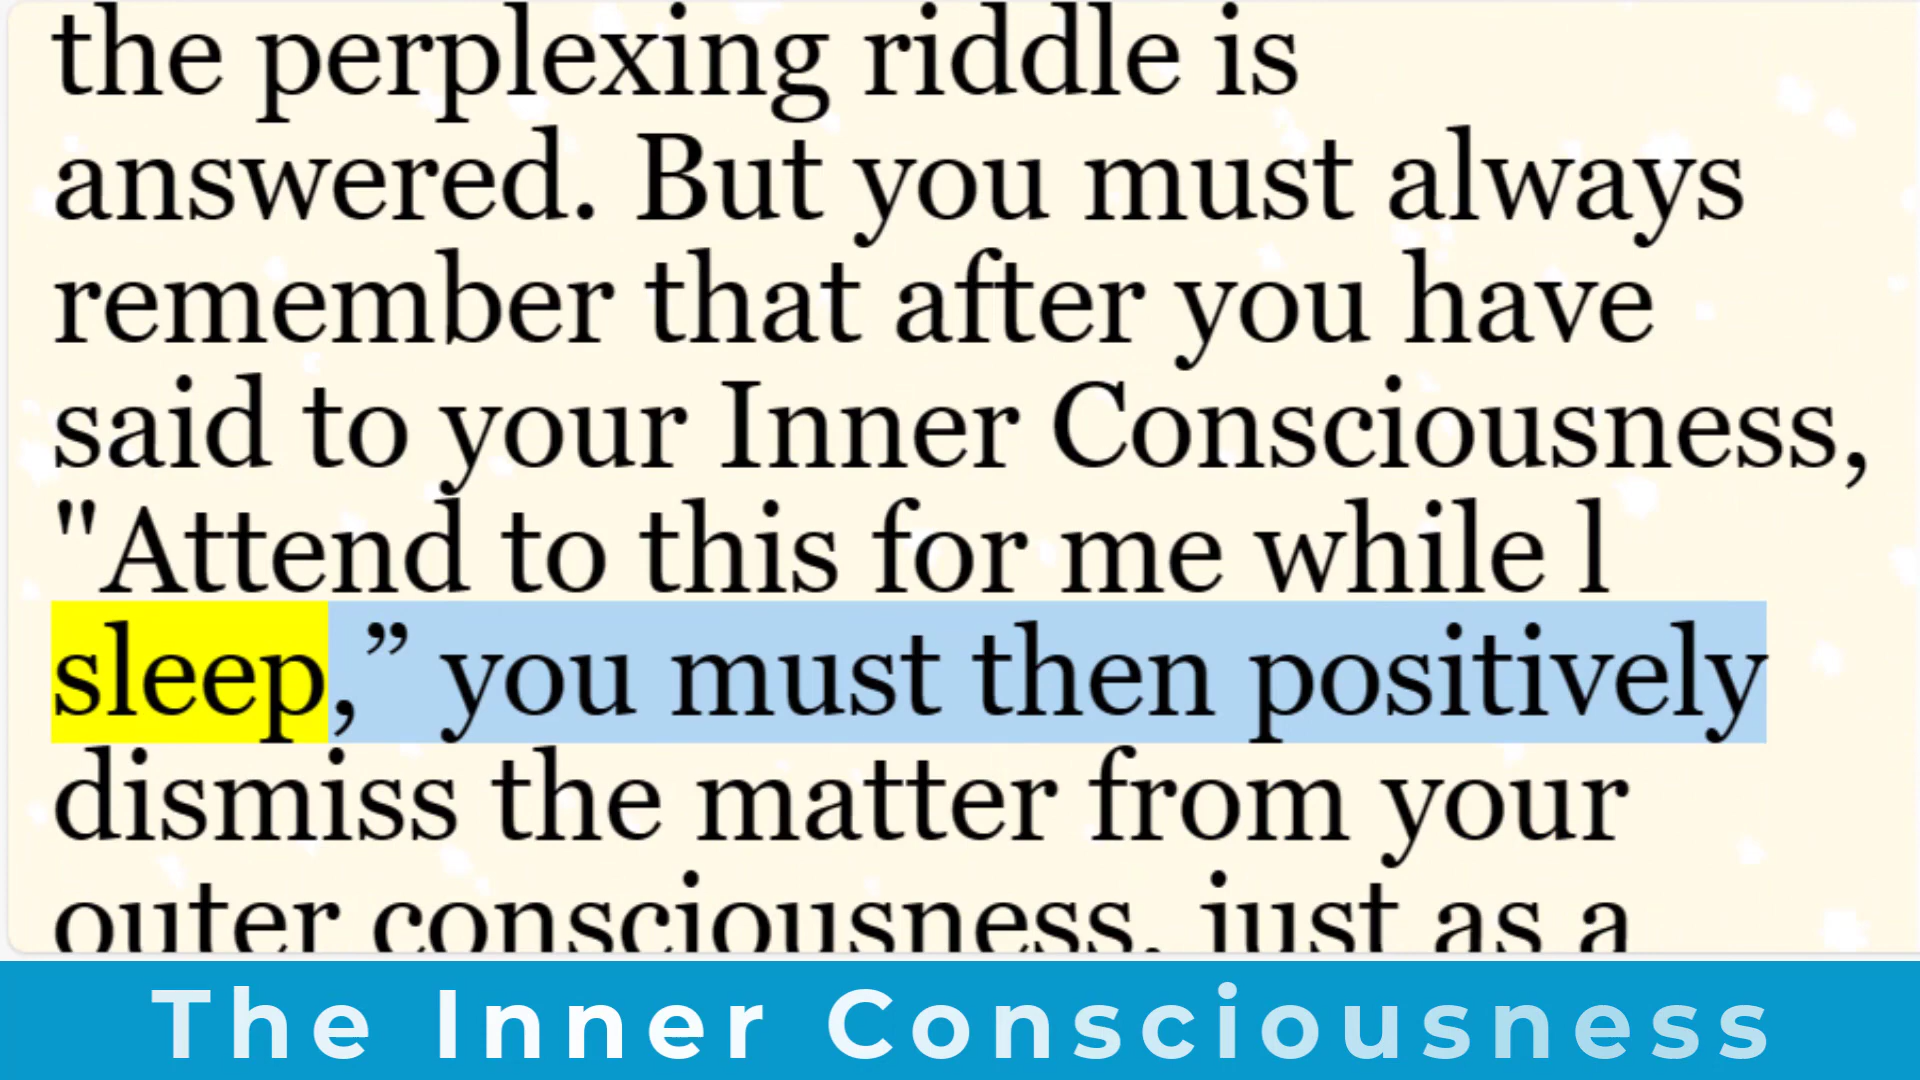 the perplexing riddle is
answered. But you must always
remember that after you have
said to your Inner Consciousness,
"Attend to this for me while l
sleep,” you must then positively
dismiss the matter from your
outer consciousness, just as a
The Inner Consciousness